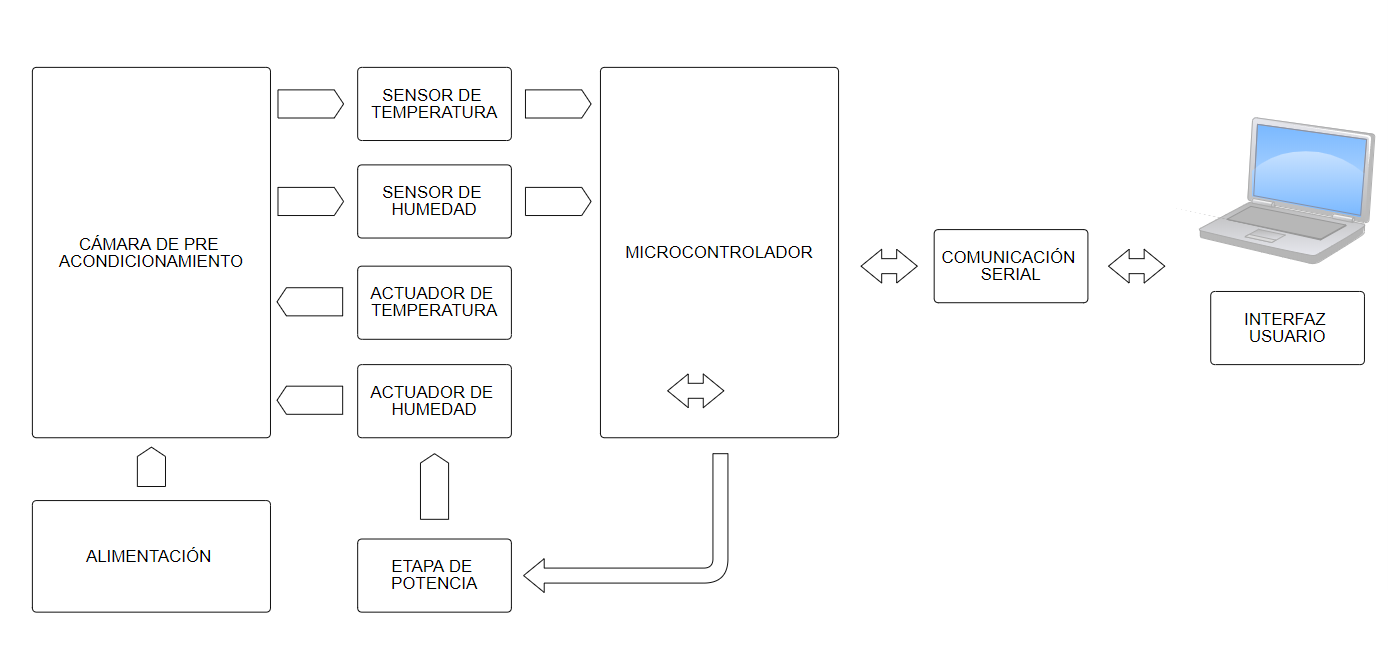 SENSOR DE
TEMPERATURA
SENSOR DE
HUMEDAD
CÁMARA DE PRE
ACONDICIONAMIENTO
MICROCONTROLADOR
COMUNICACIÓN
SERIAL
ACTUADOR DE
TEMPERATURA
INTERFAZ
USUARIO
ACTUADOR DE
HUMEDAD
ALIMENTACIÓN
ETAPA DE
POTENCIA